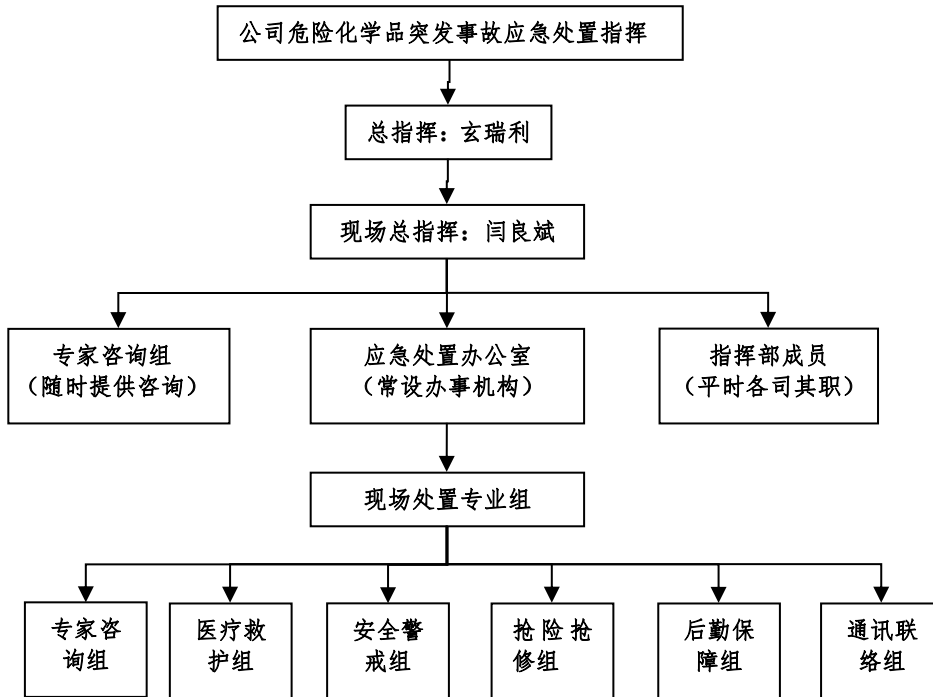 公司危险化学品突发事故应急处置指挥
总指挥：玄瑞利
现场总指挥：闫良斌
专家咨询组
（随时提供咨询）
应急处置办公室
（常设办事机构）
指挥部成员
（平时各司其职）
现场处置专业组
专家咨
询组
医疗救
护组
安全警
戒组
抢险抢
修组
后勤保
障组
通讯联
络组